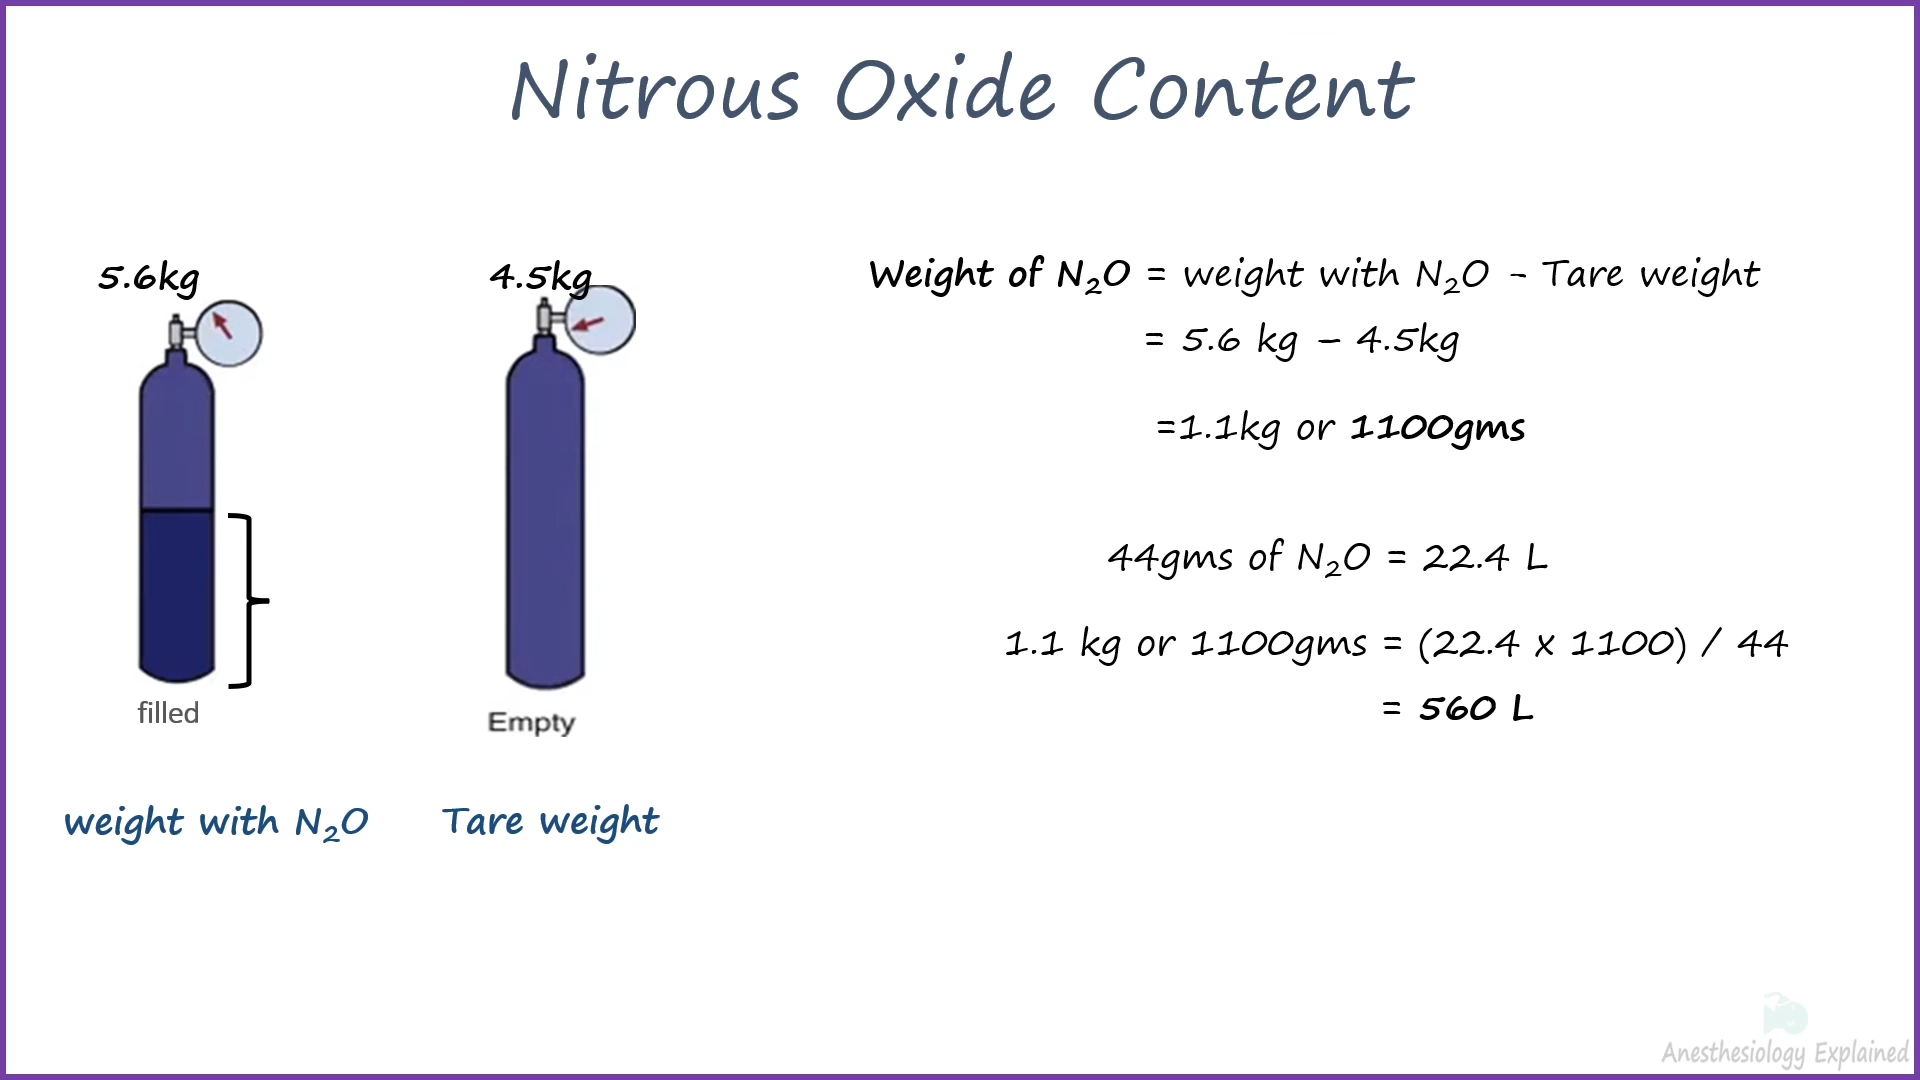 Nitrous Oxide Content
5.6kg
4.5kg
filled
Empty
weight with N₂O
Tare weight
Weight of N₂O = weight with N₂O - Tare weight
= 5.6 kg – 4.5kg
=1.1kg or 1100gms
44gms of N₂O = 22.4 L
1.1 kg or 1100gms = (22.4 x 1100) / 44
= 560 L
Anesthesiology Explained